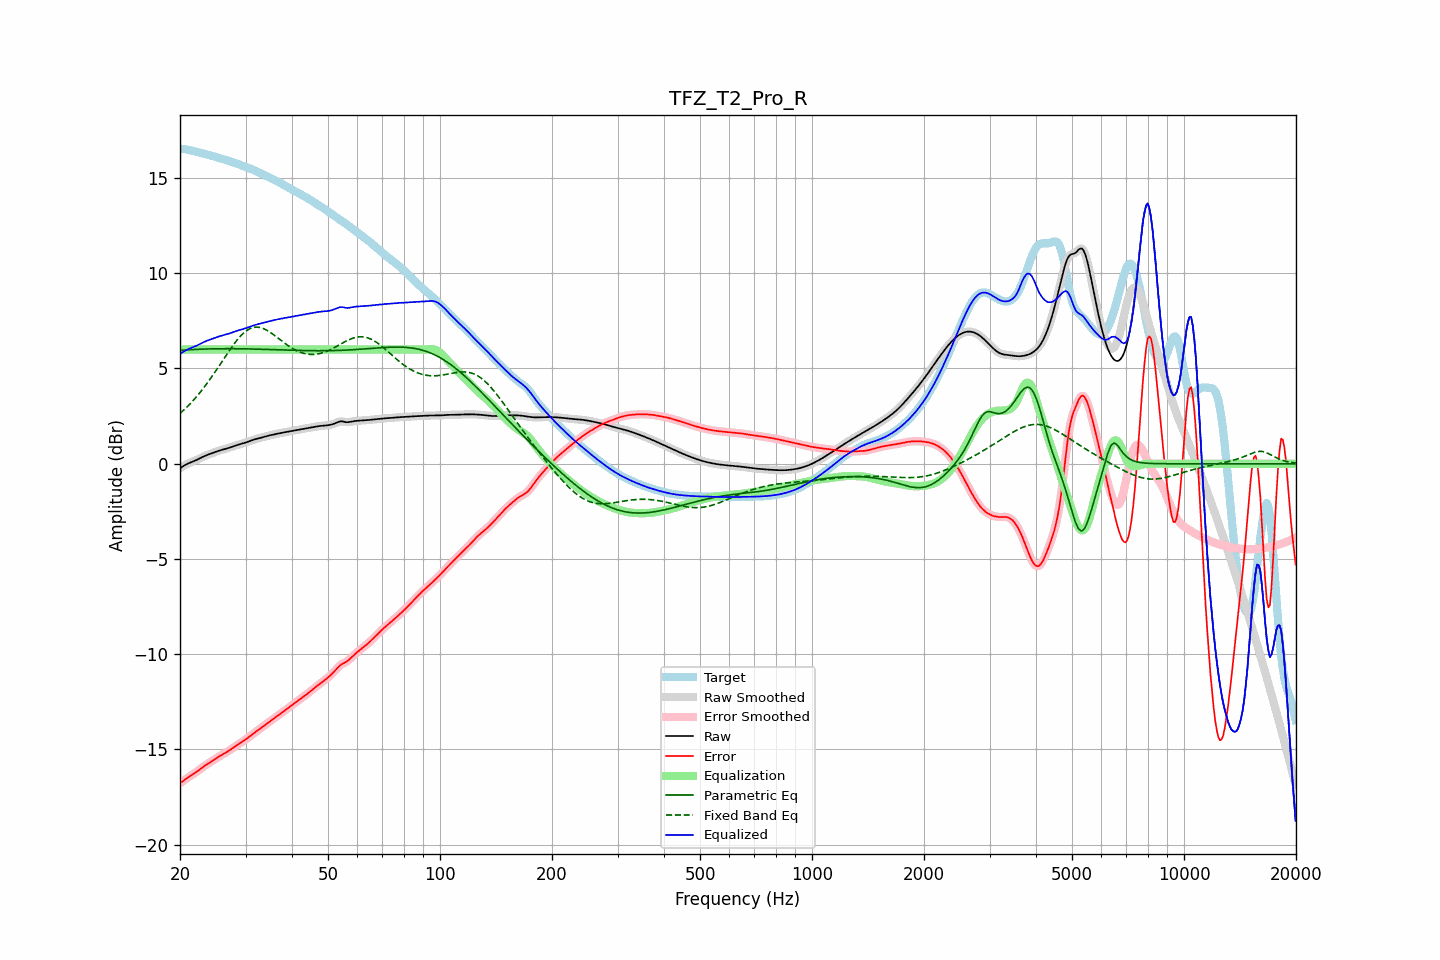 TFZ_T2_Pro_R
Amplitude (dBr)
15
10
5
0
−5
−10
−15
−20
Target
Raw Smoothed
Error Smoothed
Raw
Error
Equalization
Parametric Eq
Fixed Band Eq
Equalized
20
50
100
200
500
1000
2000
5000
10000
20000
Frequency (Hz)